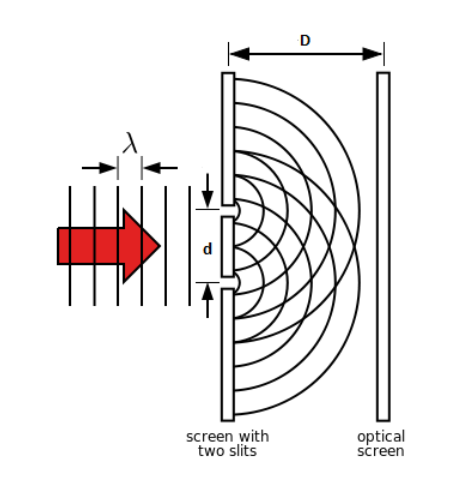 D
λ
d
screen with
two slits
optical
screen